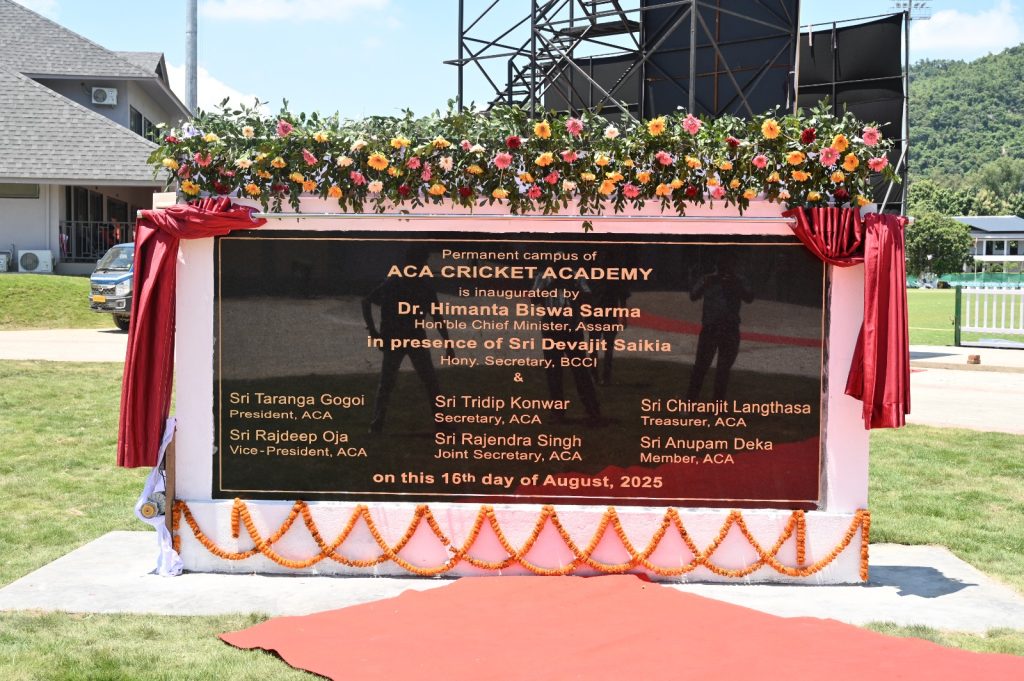 Permanent campus of
ACA CRICKET ACADEMY
is inaugurated by
Dr. Himanta Biswa Sarma
Hon'ble Chief Minister, Assam
in presence of Sri Devajit Saikia
Hony. Secretary, BCCI
&
Sri Taranga Gogoi
President, ACA
Sri Tridip Konwar
Secretary, ACA
Sri Chiranjit Langthasa
Treasurer, ACA
Sri Rajdeep Oja
Vice-President, ACA
Sri Rajendra Singh
Joint Secretary, ACA
Sri Anupam Deka
Member, ACA
on this 16th day of August, 2025